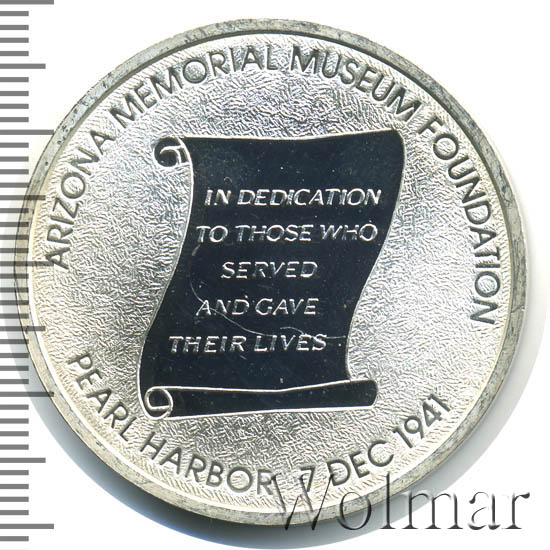 ARIZONA MEMORIAL MUSEUM FOUNDATION
IN DEDICATION
TO THOSE WHO
SERVED
AND GAVE
THEIR LIVES
PEARL HARBOR, 7 DEC 1941
Wolmar